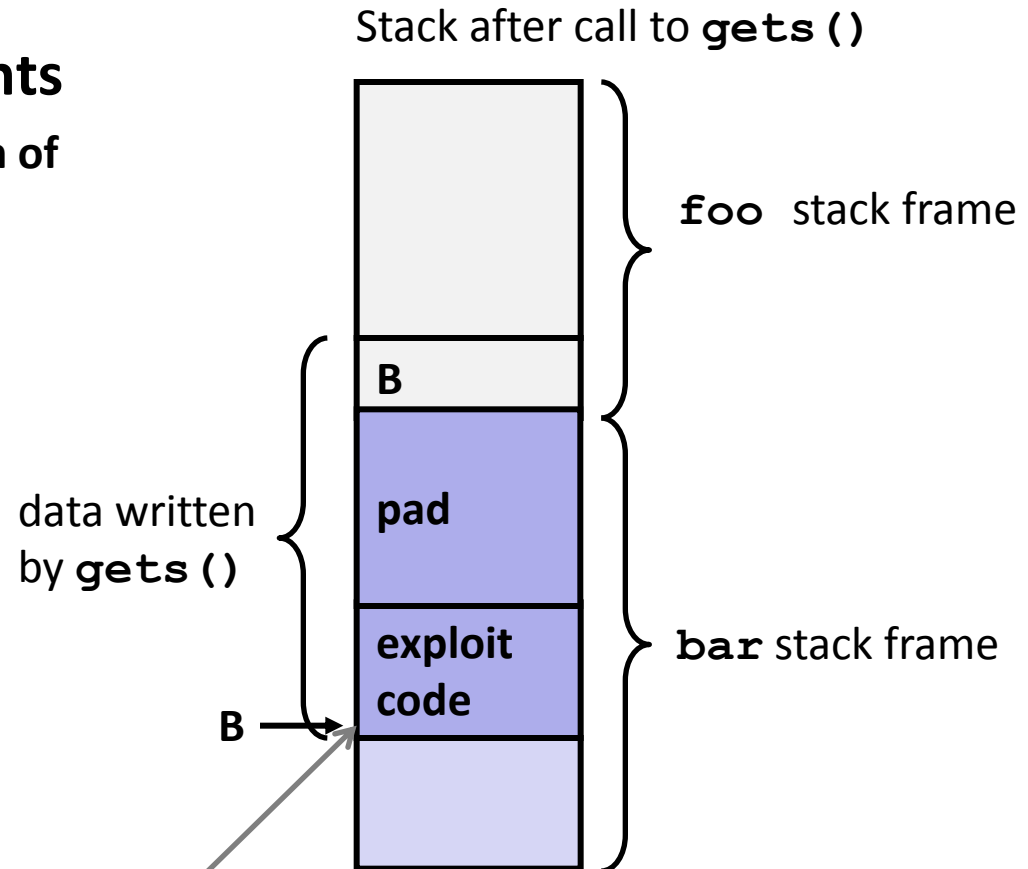 Stack after call to gets()
nts
n of
foo stack frame
B
pad
data written
by gets()
exploit
code
bar stack frame
B